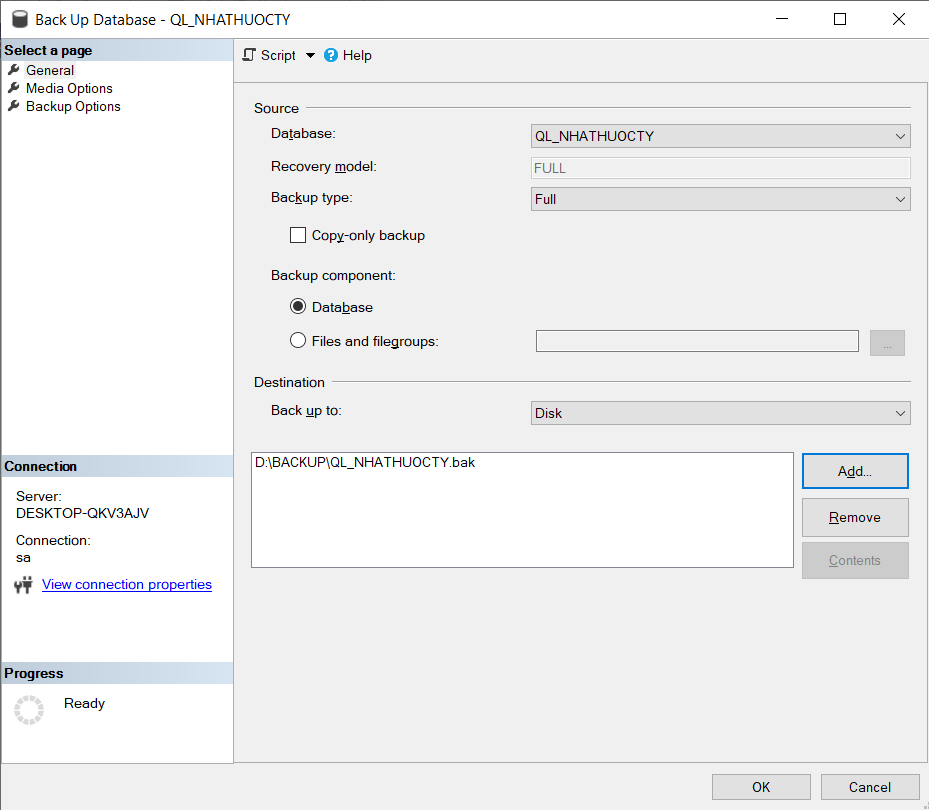 Back Up Database - QL_NHATHUOCTY
Select a page
General
Media Options
Backup Options
Script
Help
Source
Database:
QL_NHATHUOCTY
Recovery model:
FULL
Backup type:
Full
Copy-only backup
Backup component:
Database
Files and filegroups:
...
Destination
Back up to:
Disk
D:\BACKUP\QL_NHATHUOCTY.bak
Add...
Remove
Contents
Connection
Server:
DESKTOP-QKV3AJV
Connection:
sa
View connection properties
Progress
Ready
OK
Cancel